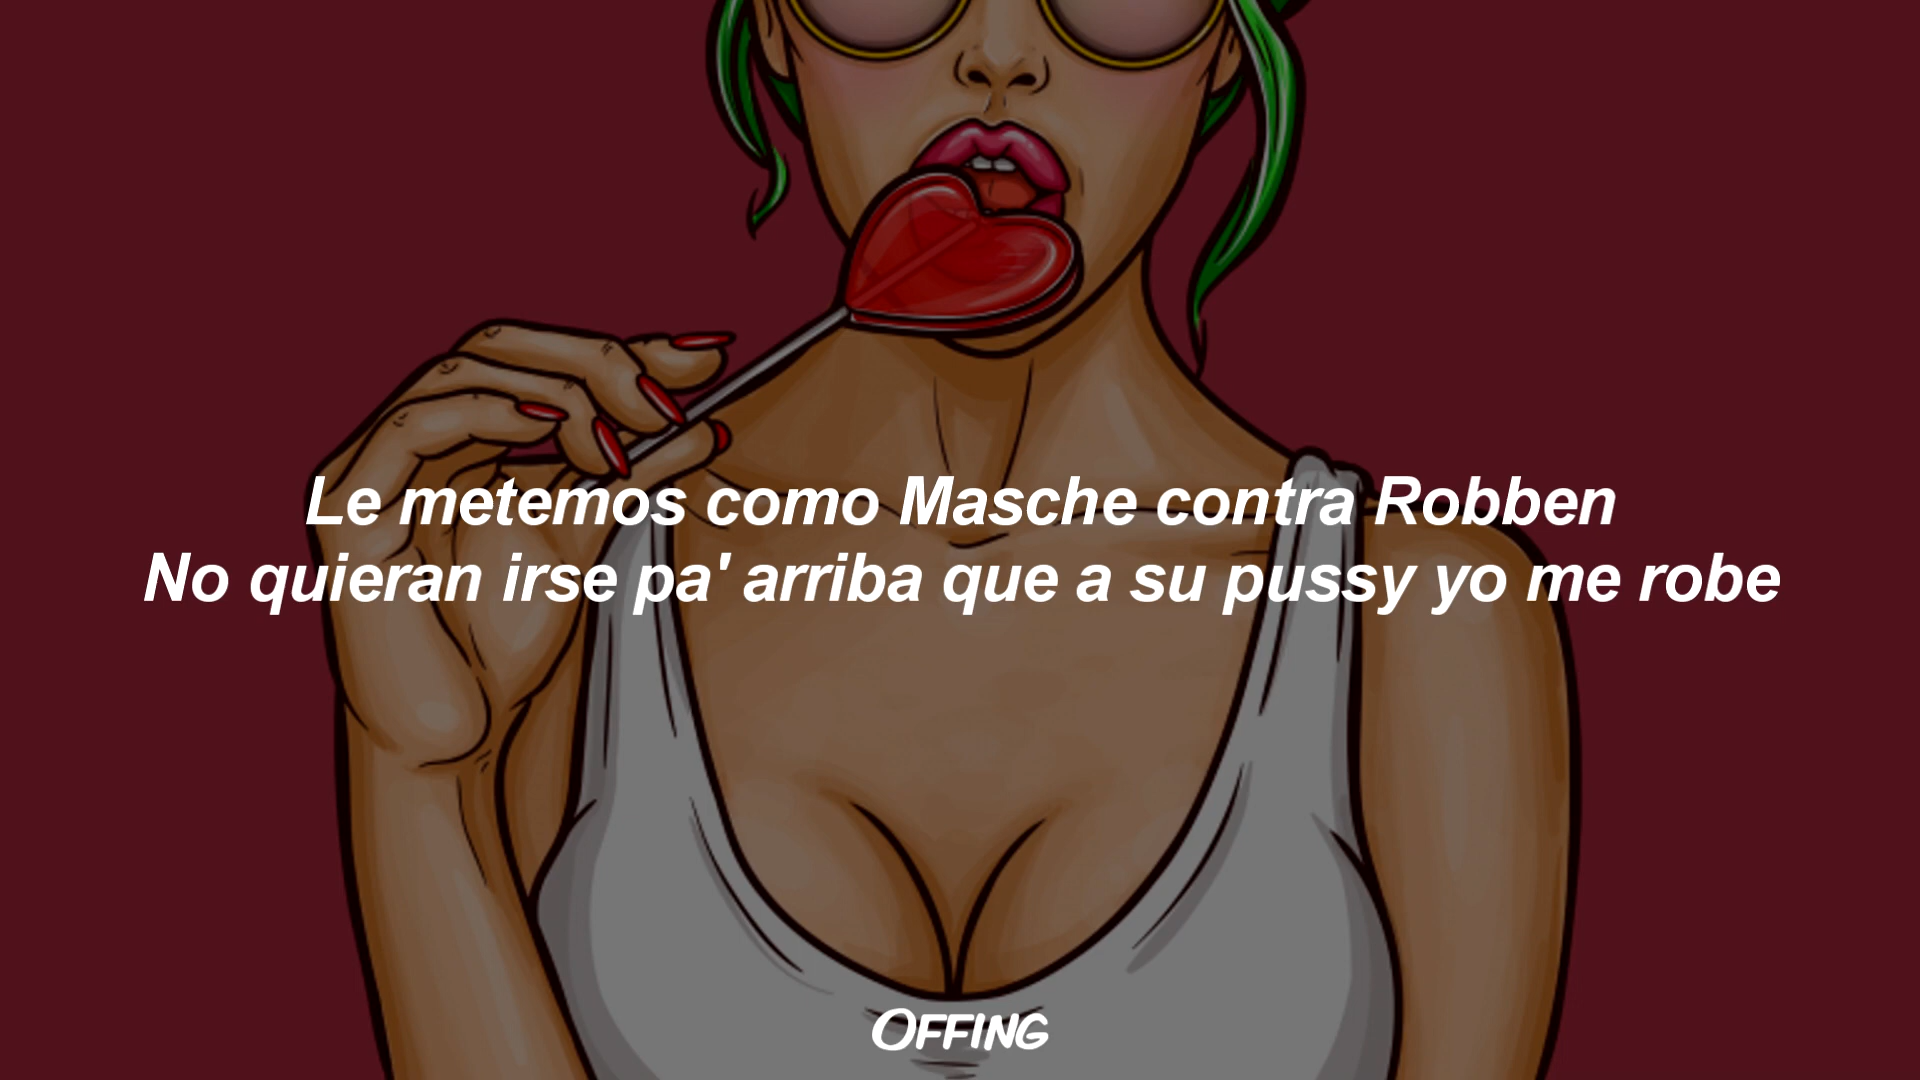 Le metemos como Masche contra Robben
No quieran irse pa' arriba que a su pussy yo me robe
OFFING